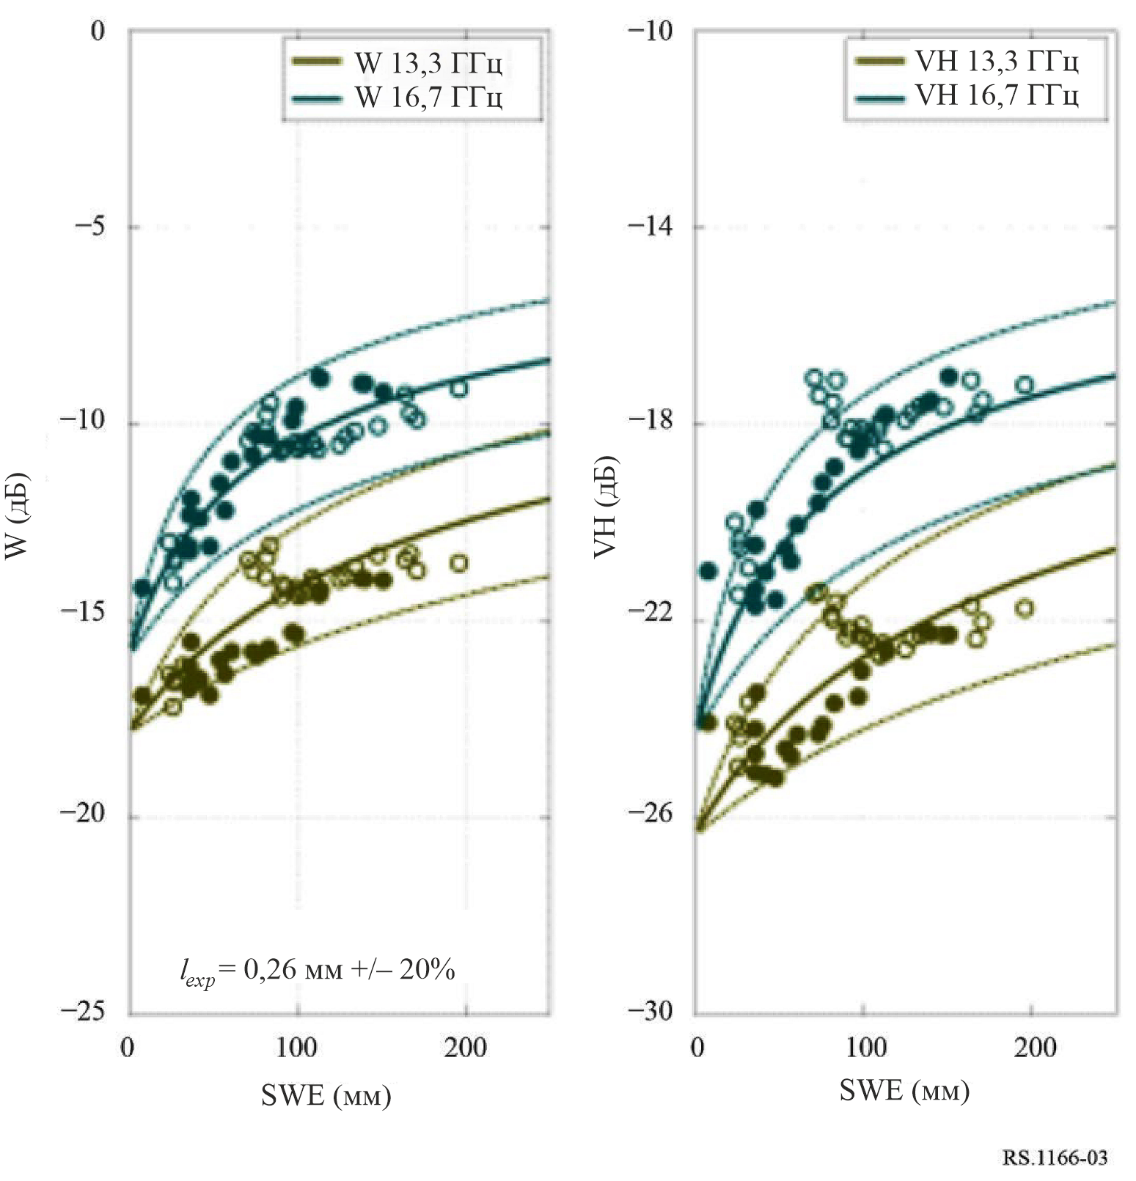 W 13,3 ГГц
W 16,7 ГГц
0
−5
−10
−15
−20
−25
W (дБ)
l_exp = 0,26 мм +/– 20%
0 100 200
SWE (мм)
VH 13,3 ГГц
VH 16,7 ГГц
−10
−14
−18
−22
−26
−30
VH (дБ)
0 100 200
SWE (мм)
RS.1166-03